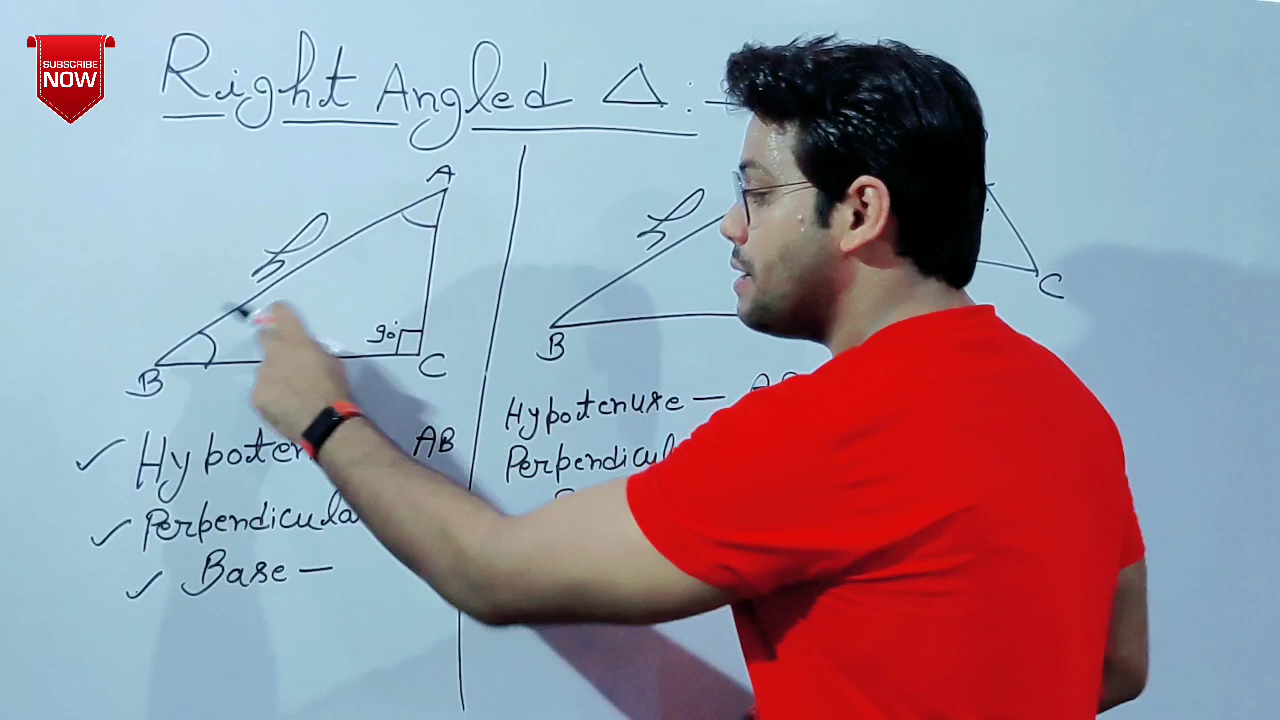 SUBSCRIBE
NOW
Right Angled △:-
A
h
90°
B
C
h
B
C
✓ Hypoten AB
✓ Perpendicula
✓ Base -
Hypotenuse -
Perpendicul